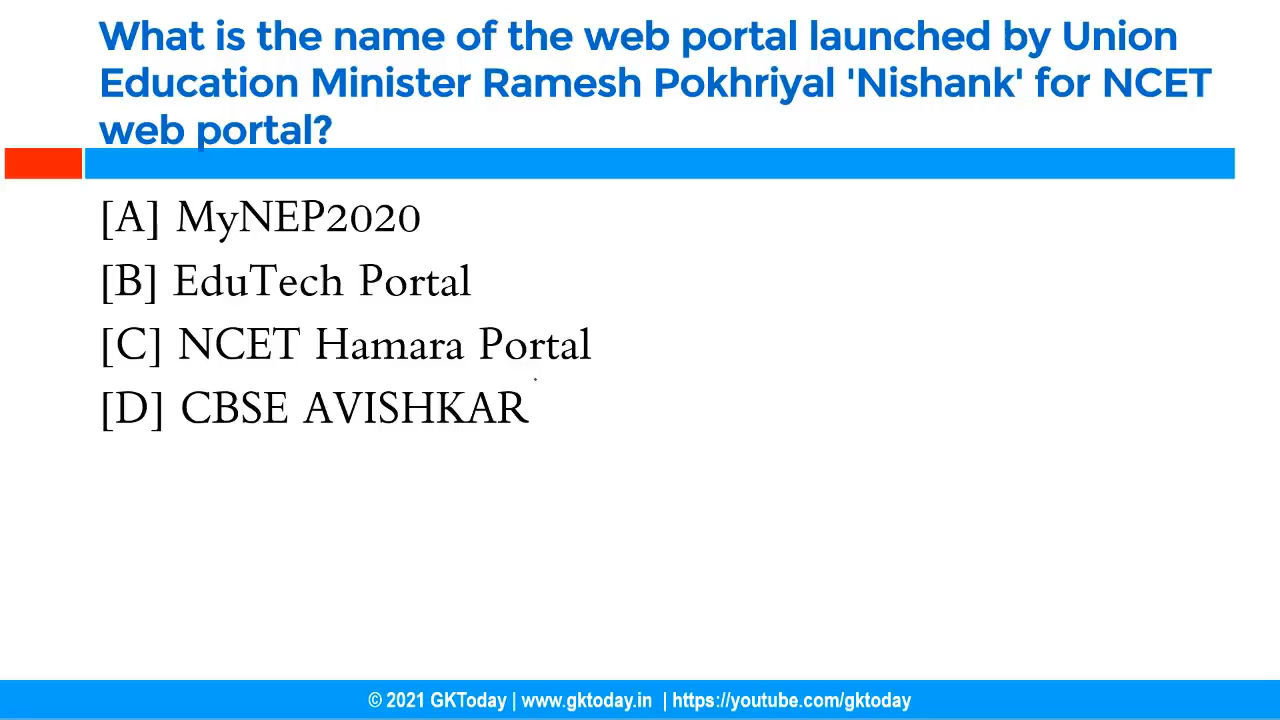 What is the name of the web portal launched by Union
Education Minister Ramesh Pokhriyal 'Nishank' for NCET
web portal?
[A] MyNEP2020
[B] EduTech Portal
[C] NCET Hamara Portal
[D] CBSE AVISHKAR
© 2021 GKToday | www.gktoday.in | https://youtube.com/gktoday